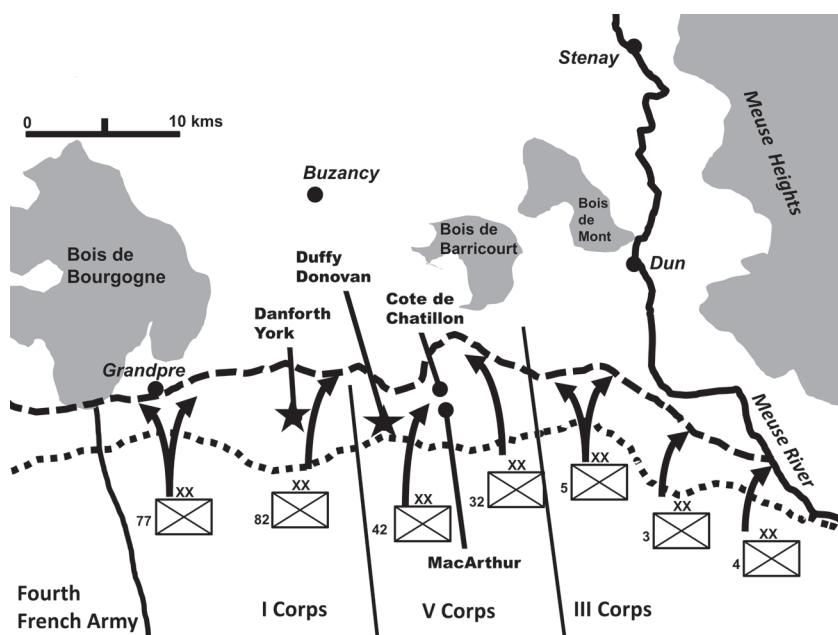 Stenay
0 10 kms
Meuse Heights
Buzancy
Bois
de
Mont
Bois de
Barricourt
Bois de
Bourgogne
Duffy
Donovan
Dun
Cote de
Chatillon
Danforth
York
Grandpre
Meuse River
XX
77
XX
82
XX
42
XX
32
XX
5
XX
3
XX
4
MacArthur
Fourth
French Army
I Corps
V Corps
III Corps